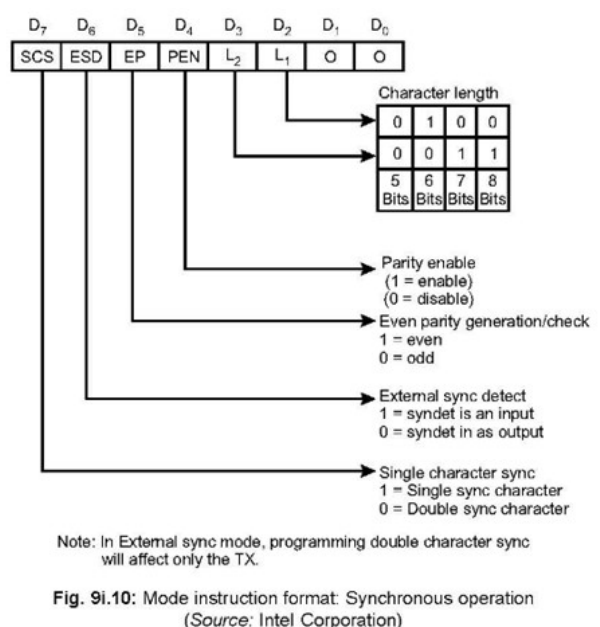 D7 D6 D5 D4 D3 D2 D1 D0
SCS ESD EP PEN L2 L1 O O
Character length
0 1 0 0
0 0 1 1
5 6 7 8
Bits Bits Bits Bits
Parity enable
(1 = enable)
(0 = disable)
Even parity generation/check
1 = even
0 = odd
External sync detect
1 = syndet is an input
0 = syndet in as output
Single character sync
1 = Single sync character
0 = Double sync character
Note: In External sync mode, programming double character sync
will affect only the TX.
Fig. 9i.10: Mode instruction format: Synchronous operation
(Source: Intel Corporation)